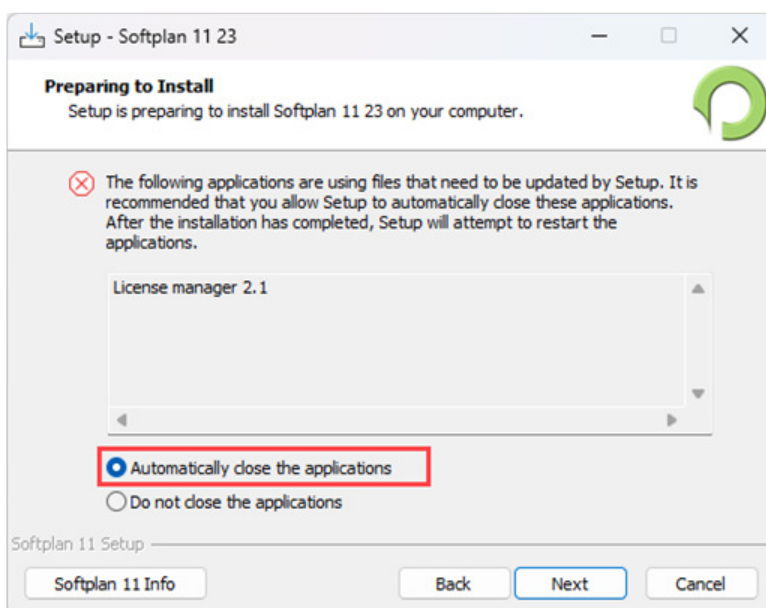 Setup - Softplan 11 23
Preparing to Install
Setup is preparing to install Softplan 11 23 on your computer.
The following applications are using files that need to be updated by Setup. It is
recommended that you allow Setup to automatically close these applications.
After the installation has completed, Setup will attempt to restart the
applications.
License manager 2.1
Automatically close the applications
Do not close the applications
Softplan 11 Setup
Softplan 11 Info Back Next Cancel